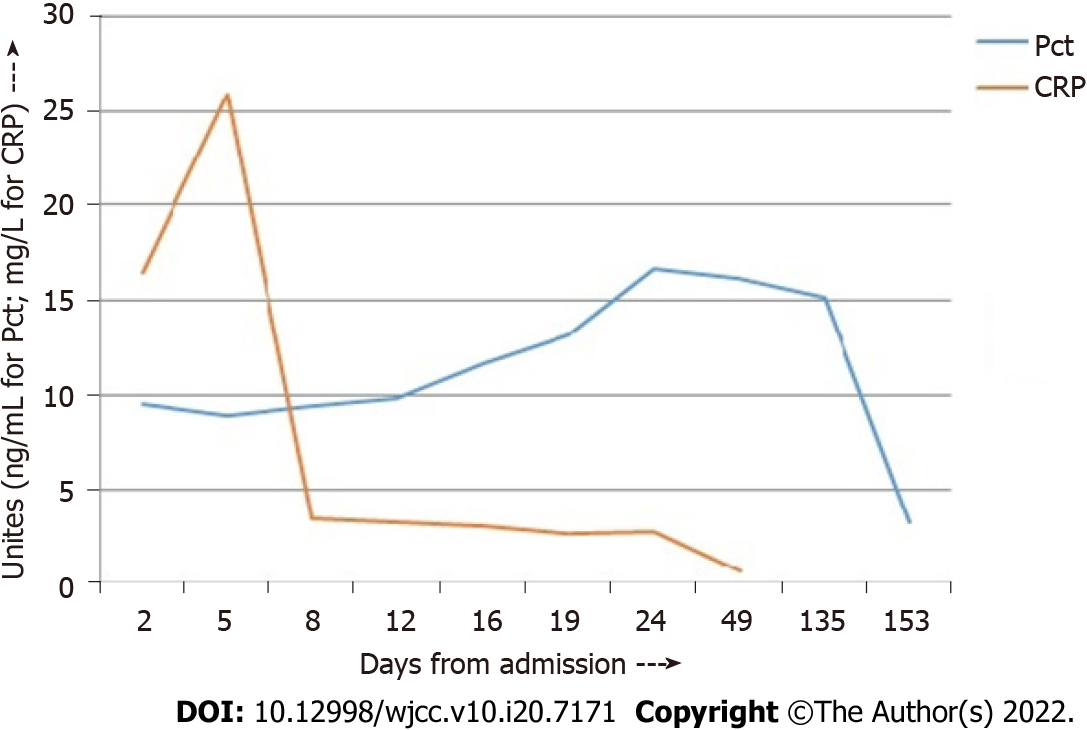 30
25
20
15
10
5
0
Unites (ng/mL for Pct; mg/L for CRP) --->
Pct
CRP
2 5 8 12 16 19 24 49 135 153
Days from admission --->
DOI: 10.12998/wjcc.v10.i20.7171 Copyright ©The Author(s) 2022.